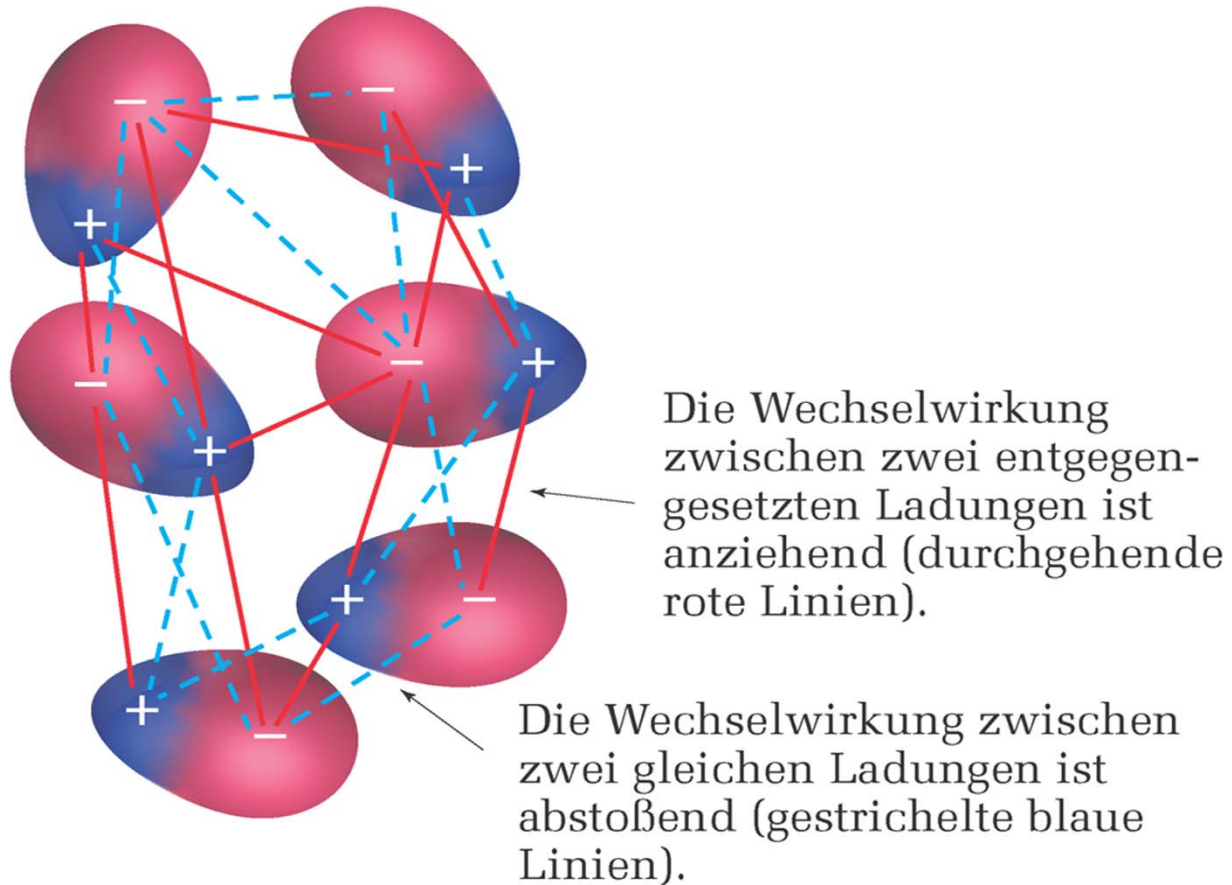 − −
+
+
− − +
+
+ −
+ −
Die Wechselwirkung
zwischen zwei entgegen-
gesetzten Ladungen ist
anziehend (durchgehende
rote Linien).
Die Wechselwirkung zwischen
zwei gleichen Ladungen ist
abstoßend (gestrichelte blaue
Linien).